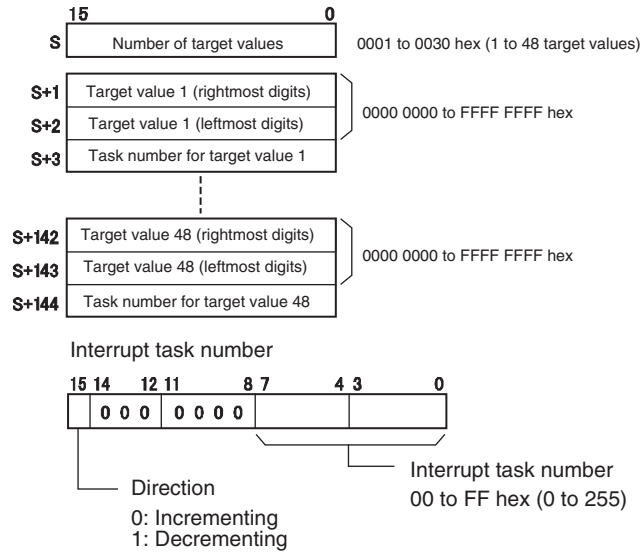 15 0
S Number of target values 0001 to 0030 hex (1 to 48 target values)
S+1 Target value 1 (rightmost digits)
S+2 Target value 1 (leftmost digits)
0000 0000 to FFFF FFFF hex
S+3 Task number for target value 1
S+142 Target value 48 (rightmost digits)
S+143 Target value 48 (leftmost digits)
0000 0000 to FFFF FFFF hex
S+144 Task number for target value 48
Interrupt task number
15 14 12 11 8 7 4 3 0
0 0 0 0 0 0 0
Interrupt task number
00 to FF hex (0 to 255)
Direction
0: Incrementing
1: Decrementing